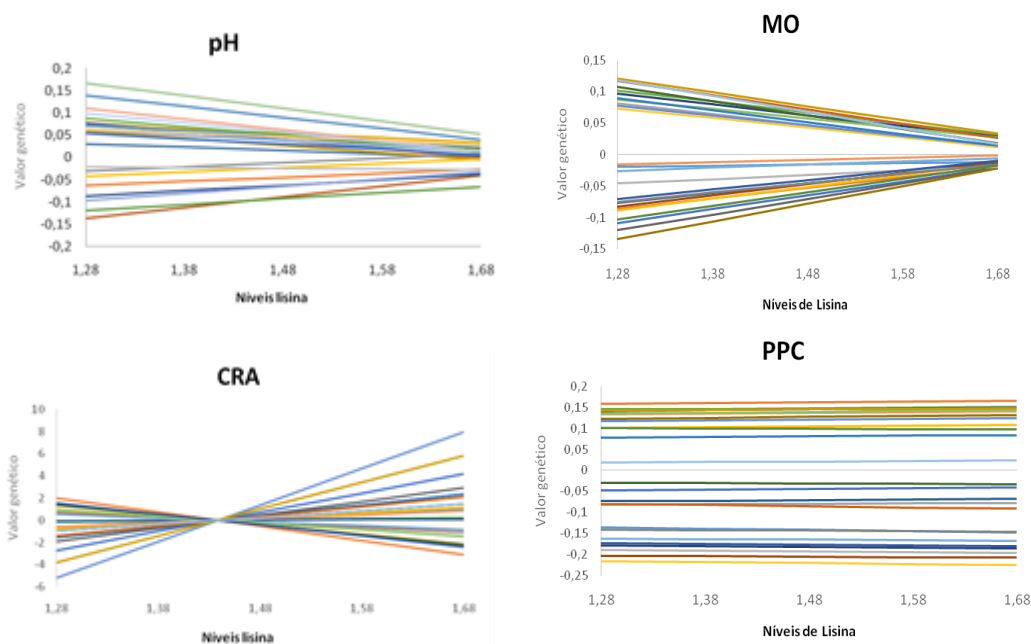 pH
Valor genético
0,2
0,15
0,1
0,05
0
-0,05
-0,1
-0,15
-0,2
1,28 1,38 1,48 1,58 1,68
Níveis lisina
MO
Valor genético
0,15
0,1
0,05
0
-0,05
-0,1
-0,15
1,28 1,38 1,48 1,58 1,68
Níveis de Lisina
CRA
Valor genético
10
8
6
4
2
0
-2
-4
-6
1,28 1,38 1,48 1,58 1,68
Níveis lisina
PPC
Valor genético
0,2
0,15
0,1
0,05
0
-0,05
-0,1
-0,15
-0,2
-0,25
1,28 1,38 1,48 1,58 1,68
Níveis de Lisina